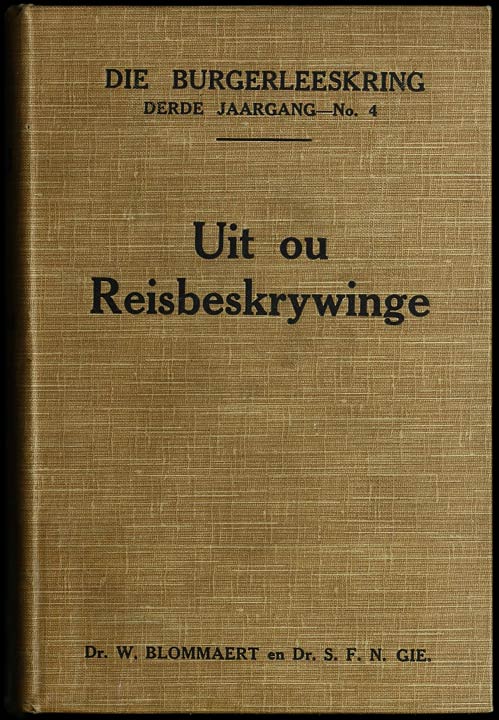 DIE BURGERLEESKRING
DERDE JAARGANG—No. 4
Uit ou
Reisbeskrywinge
Dr. W. BLOMMAERT en Dr. S. F. N. GIE.